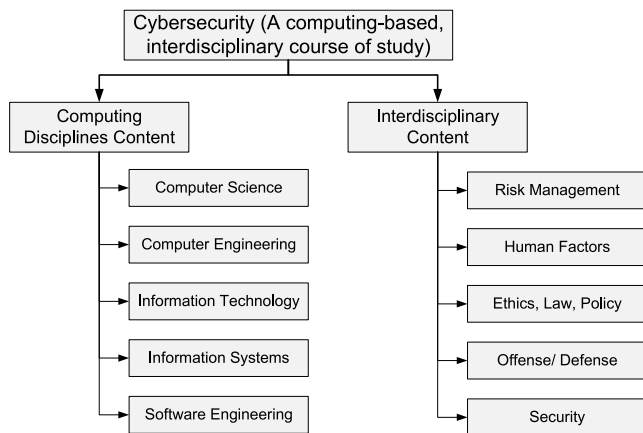 Cybersecurity (A computing-based,
interdisciplinary course of study)
Computing
Disciplines Content
Computer Science
Computer Engineering
Information Technology
Information Systems
Software Engineering
Interdisciplinary
Content
Risk Management
Human Factors
Ethics, Law, Policy
Offense/ Defense
Security